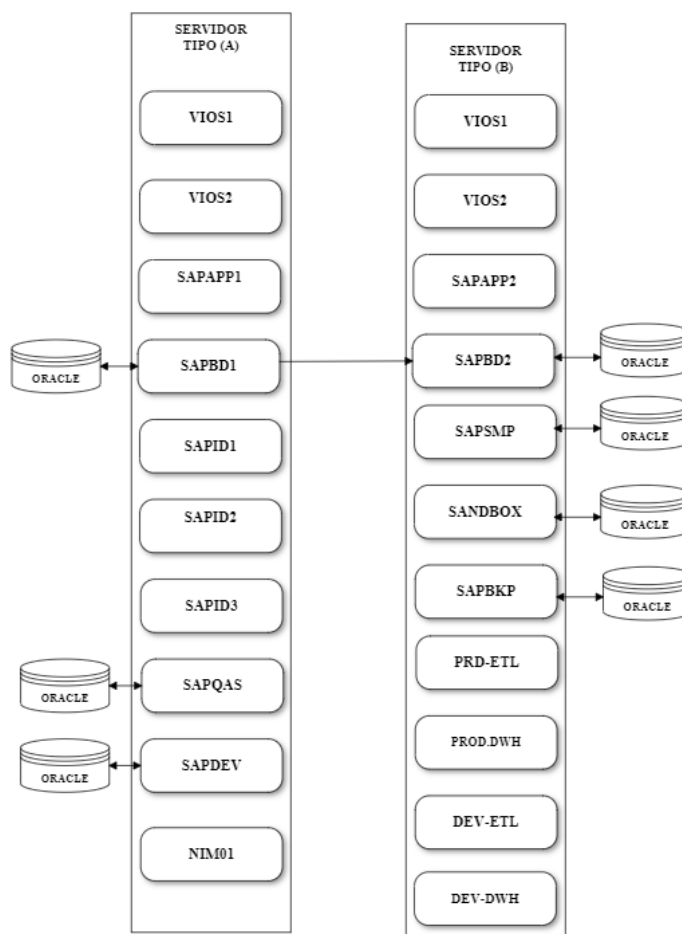 SERVIDOR
TIPO (A)
VIOS1
VIOS2
SAPAPP1
SAPBD1
ORACLE
SAPID1
SAPID2
SAPID3
SAPQAS
ORACLE
SAPDEV
ORACLE
NIM01
SERVIDOR
TIPO (B)
VIOS1
VIOS2
SAPAPP2
SAPBD2
ORACLE
SAPSMP
ORACLE
SANDBOX
ORACLE
SAPBKP
ORACLE
PRD-ETL
PROD.DWH
DEV-ETL
DEV-DWH